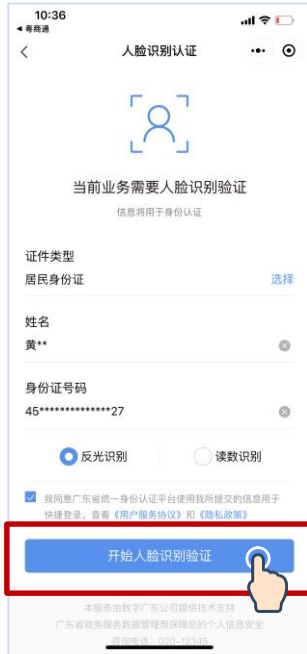 10:36
◀ 粤商通
人脸识别认证
当前业务需要人脸识别验证
信息将用于身份认证
证件类型
居民身份证 选择
姓名
黄**
身份证号码
45**************27
反光识别 读数识别
我同意广东省统一身份认证平台使用我所提交的信息用于
快捷登录。查看《用户服务协议》和《隐私政策》
开始人脸识别验证
本服务由数字广东公司提供技术支持
广东省政务服务数据管理局保障您的个人信息安全
咨询电话：020-12345